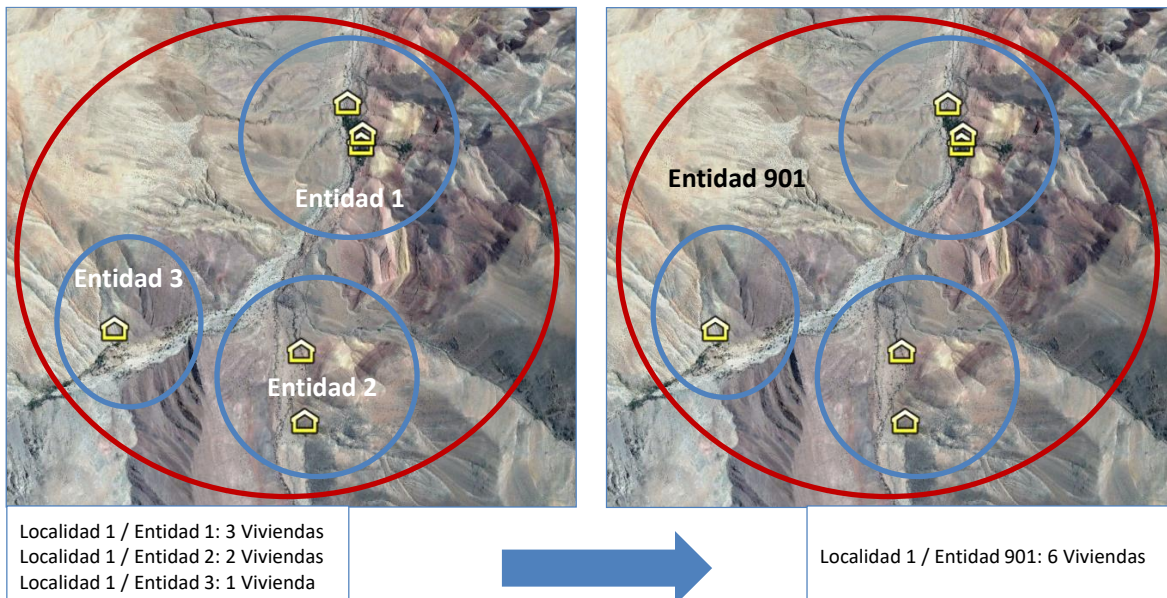 Entidad 1
Entidad 3
Entidad 2
Entidad 901
Localidad 1 / Entidad 1: 3 Viviendas
Localidad 1 / Entidad 2: 2 Viviendas
Localidad 1 / Entidad 3: 1 Vivienda
Localidad 1 / Entidad 901: 6 Viviendas